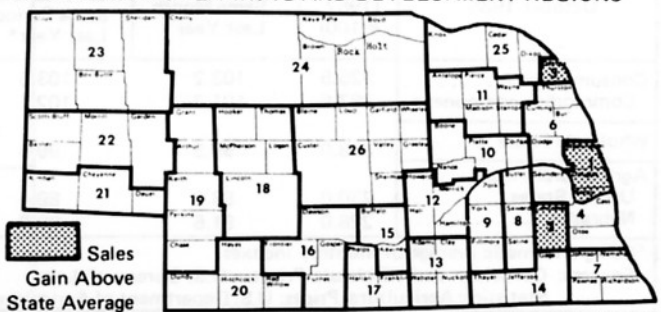 DEVELOPMENT REGIONS
Sioux Dawes Sheridan Cherry Keya Paha Boyd
Knox Cedar
Brown Rock Holt
Dixon
23
24
25
3
Box Butte
Antelope Pierce Wayne Thurston
11
6
Cuming Burt
Scotts Bluff Morrill Garden
Grant Hooker Thomas Blaine Loup Garfield Wheeler
Madison Stanton
Boone
22
26
Platte Colfax Dodge
Banner
Arthur McPherson Logan Custer Valley Greeley
10
1
Nance
Kimball Cheyenne
Butler Saunders
21
Deuel
Keith Lincoln
Sherman
Merrick Polk
19
18
12
Cass
4
Hall
Perkins
Dawson Buffalo
Hamilton York Seward
9
8
2
Otoe
15
Sales
Gain Above
State Average
Chase Hayes Frontier Gosper
16
Adams Clay Fillmore Saline
13
Gage Johnson Nemaha
7
Dundy Hitchcock Red Willow Furnas Harlan Franklin
20
17
Nuckolls Thayer Jefferson
14
Pawnee Richardson